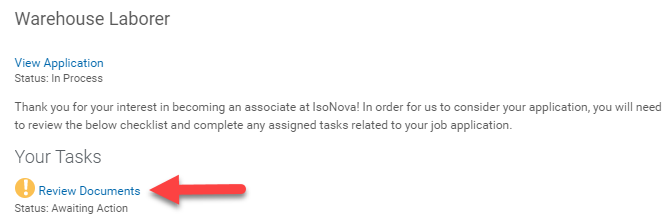 Warehouse Laborer
View Application
Status: In Process
Thank you for your interest in becoming an associate at IsoNova! In order for us to consider your application, you will need
to review the below checklist and complete any assigned tasks related to your job application.
Your Tasks
Review Documents
Status: Awaiting Action